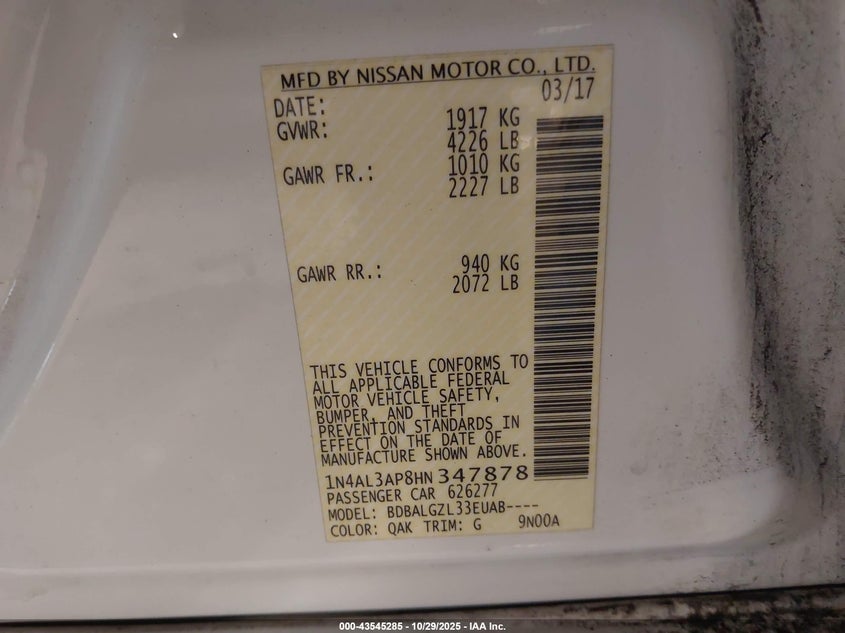 MFD BY NISSAN MOTOR CO., LTD.
DATE: 03/17
GVWR: 1917 KG
4226 LB
GAWR FR.: 1010 KG
2227 LB
GAWR RR.: 940 KG
2072 LB
THIS VEHICLE CONFORMS TO
ALL APPLICABLE FEDERAL
MOTOR VEHICLE SAFETY,
BUMPER, AND THEFT
PREVENTION STANDARDS IN
EFFECT ON THE DATE OF
MANUFACTURE SHOWN ABOVE.
1N4AL3AP8HN347878
PASSENGER CAR 626277
MODEL: BDBALGZL33EUAB----
COLOR: QAK TRIM: G 9N00A
000-43545285 - 10/29/2025 - IAA Inc.